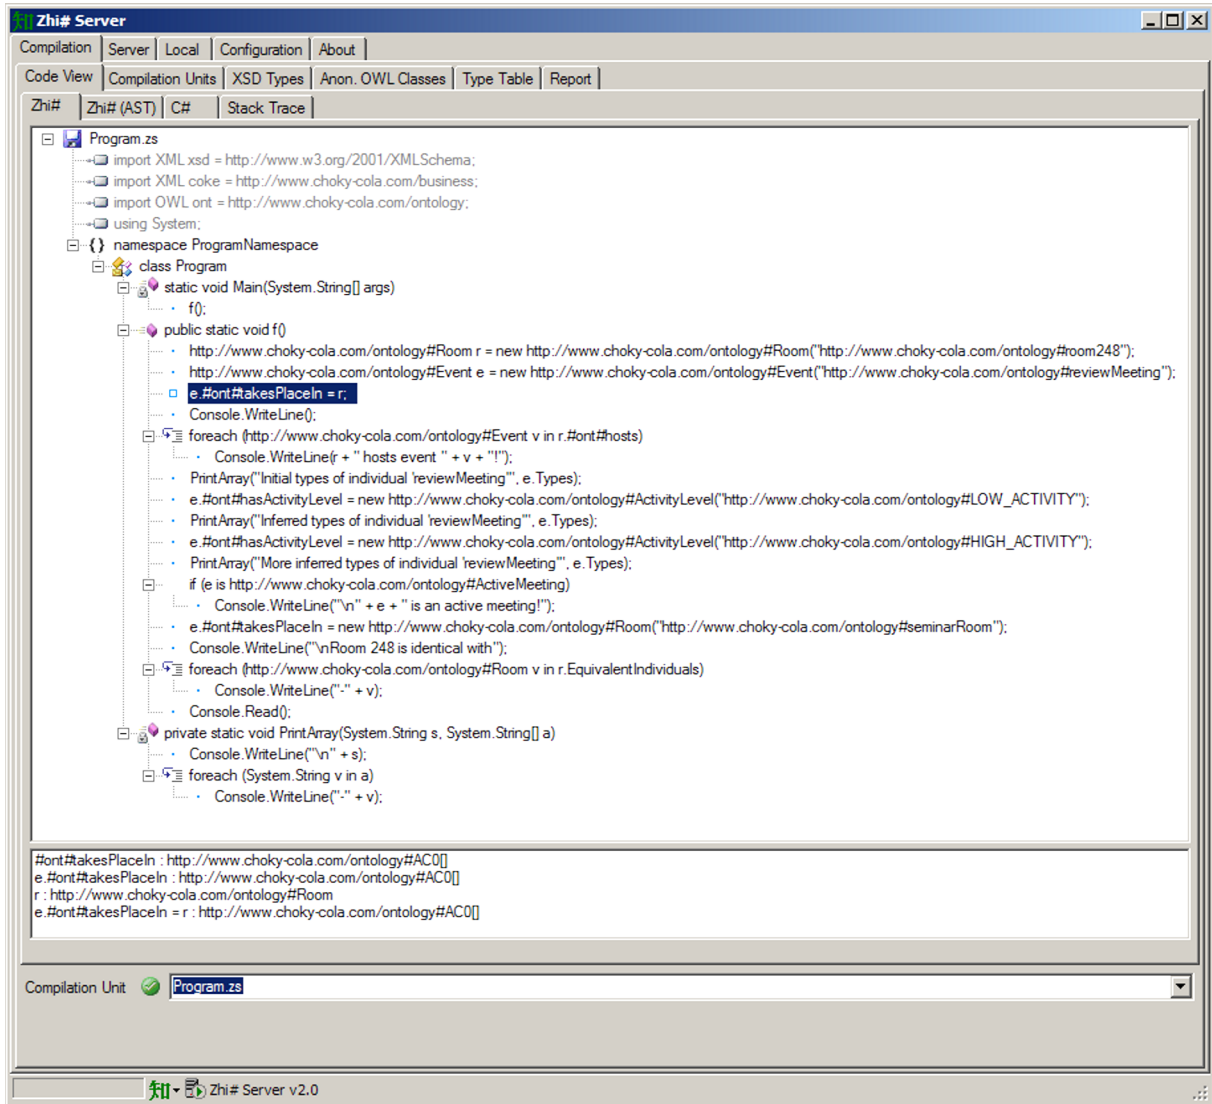 知 Zhi# Server
Compilation Server Local Configuration About
Code View Compilation Units XSD Types Anon. OWL Classes Type Table Report
Zhi# Zhi# (AST) C# Stack Trace
Program.zs
import XML xsd = http://www.w3.org/2001/XMLSchema;
import XML coke = http://www.choky-cola.com/business;
import OWL ont = http://www.choky-cola.com/ontology;
using System;
{} namespace ProgramNamespace
class Program
static void Main(System.String[] args)
f();
public static void f()
http://www.choky-cola.com/ontology#Room r = new http://www.choky-cola.com/ontology#Room("http://www.choky-cola.com/ontology#room248");
http://www.choky-cola.com/ontology#Event e = new http://www.choky-cola.com/ontology#Event("http://www.choky-cola.com/ontology#reviewMeeting");
e.#ont#takesPlaceIn = r;
Console.WriteLine();
foreach (http://www.choky-cola.com/ontology#Event v in r.#ont#hosts)
Console.WriteLine(r + " hosts event " + v + "!");
PrintArray("Initial types of individual 'reviewMeeting'", e.Types);
e.#ont#hasActivityLevel = new http://www.choky-cola.com/ontology#ActivityLevel("http://www.choky-cola.com/ontology#LOW_ACTIVITY");
PrintArray("Inferred types of individual 'reviewMeeting'", e.Types);
e.#ont#hasActivityLevel = new http://www.choky-cola.com/ontology#ActivityLevel("http://www.choky-cola.com/ontology#HIGH_ACTIVITY");
PrintArray("More inferred types of individual 'reviewMeeting'", e.Types);
if (e is http://www.choky-cola.com/ontology#ActiveMeeting)
Console.WriteLine("\n" + e + " is an active meeting!");
e.#ont#takesPlaceIn = new http://www.choky-cola.com/ontology#Room("http://www.choky-cola.com/ontology#seminarRoom");
Console.WriteLine("\nRoom 248 is identical with");
foreach (http://www.choky-cola.com/ontology#Room v in r.EquivalentIndividuals)
Console.WriteLine("-" + v);
Console.Read();
private static void PrintArray(System.String s, System.String[] a)
Console.WriteLine("\n" + s);
foreach (System.String v in a)
Console.WriteLine("-" + v);
#ont#takesPlaceIn : http://www.choky-cola.com/ontology#AC0[]
e.#ont#takesPlaceIn : http://www.choky-cola.com/ontology#AC0[]
r : http://www.choky-cola.com/ontology#Room
e.#ont#takesPlaceIn = r : http://www.choky-cola.com/ontology#AC0[]
Compilation Unit Program.zs
知 Zhi# Server v2.0